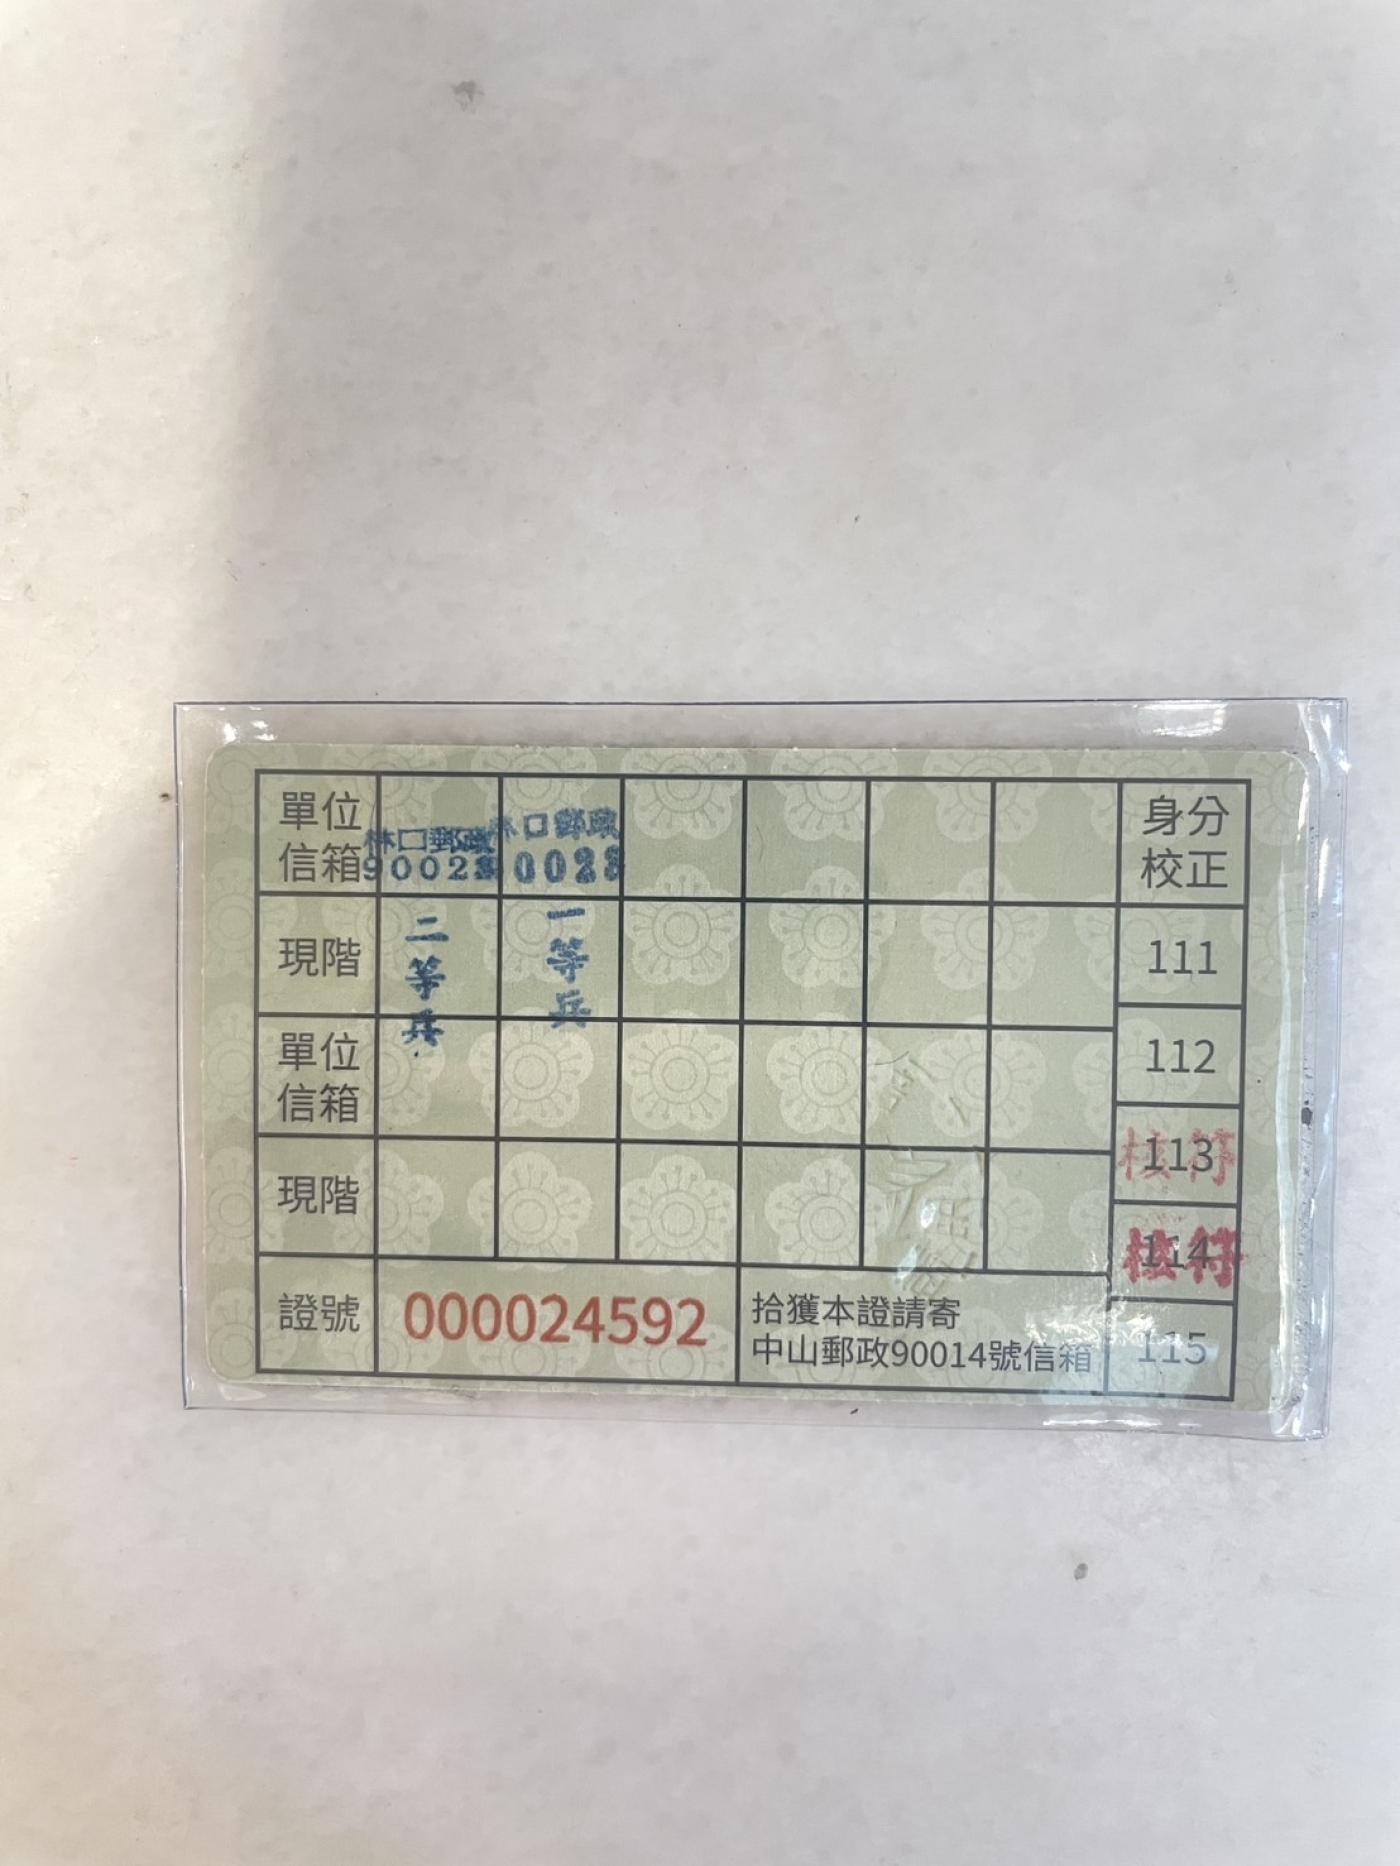 單位
信箱
林口郵政
90023
林口郵政
0023
身分
校正
現階
二等兵
一等兵
111
單位
信箱
112
現階
核符
113
核符
114
證號
000024592
拾獲本證請寄
中山郵政90014號信箱
115